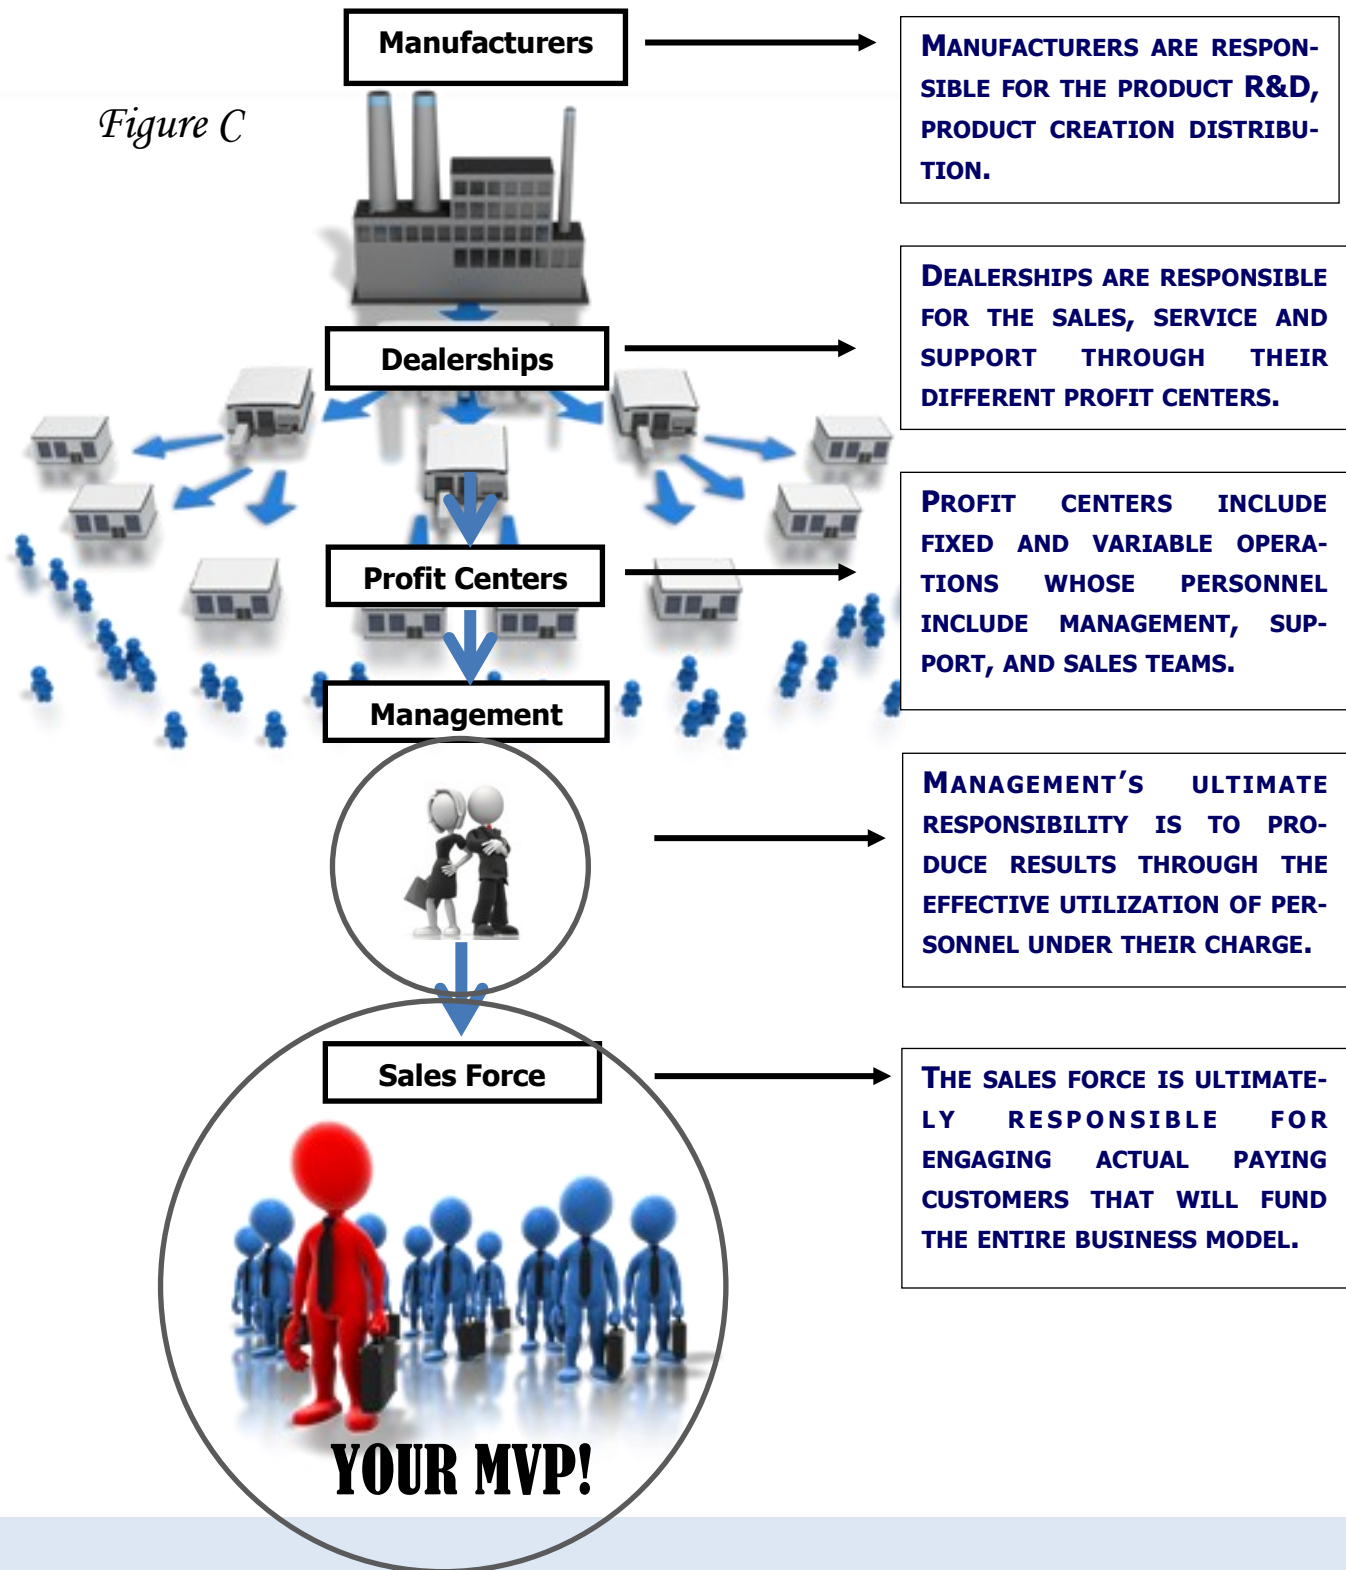 Manufacturers
MANUFACTURERS ARE RESPON-
SIBLE FOR THE PRODUCT R&D,
PRODUCT CREATION DISTRIBU-
TION.
Figure C
Dealerships
DEALERSHIPS ARE RESPONSIBLE
FOR THE SALES, SERVICE AND
SUPPORT THROUGH THEIR
DIFFERENT PROFIT CENTERS.
Profit Centers
PROFIT CENTERS INCLUDE
FIXED AND VARIABLE OPERA-
TIONS WHOSE PERSONNEL
INCLUDE MANAGEMENT, SUP-
PORT, AND SALES TEAMS.
Management
MANAGEMENT’S ULTIMATE
RESPONSIBILITY IS TO PRO-
DUCE RESULTS THROUGH THE
EFFECTIVE UTILIZATION OF PER-
SONNEL UNDER THEIR CHARGE.
Sales Force
THE SALES FORCE IS ULTIMATE-
LY RESPONSIBLE FOR
ENGAGING ACTUAL PAYING
CUSTOMERS THAT WILL FUND
THE ENTIRE BUSINESS MODEL.
YOUR MVP!